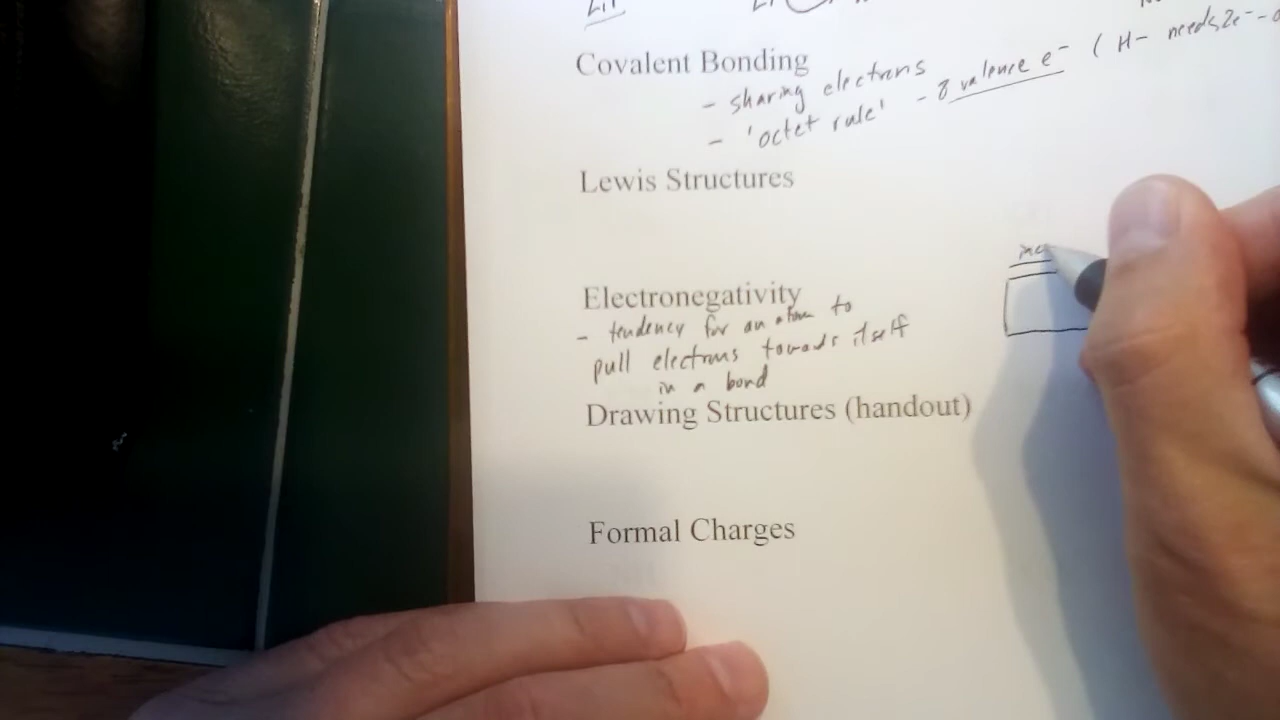 Covalent Bonding
- sharing electrons
- 'octet rule' - 8 valence e⁻ ( H- needs 2e⁻ -
Lewis Structures
Electronegativity
- tendency for an atom to
pull electrons towards itself
in a bond
Drawing Structures (handout)
Formal Charges